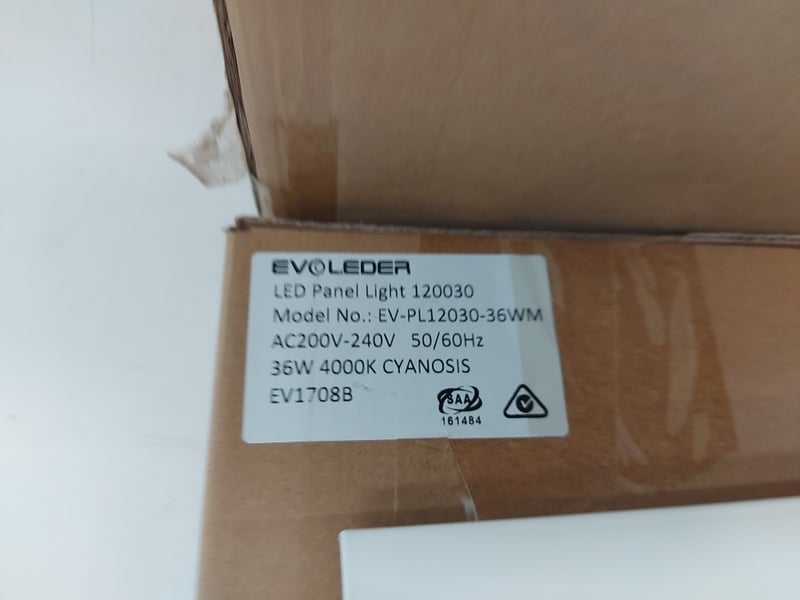 EVOLEDER
LED Panel Light 120030
Model No.: EV-PL12030-36WM
AC200V-240V 50/60Hz
36W 4000K CYANOSIS
EV1708B
SAA
161484